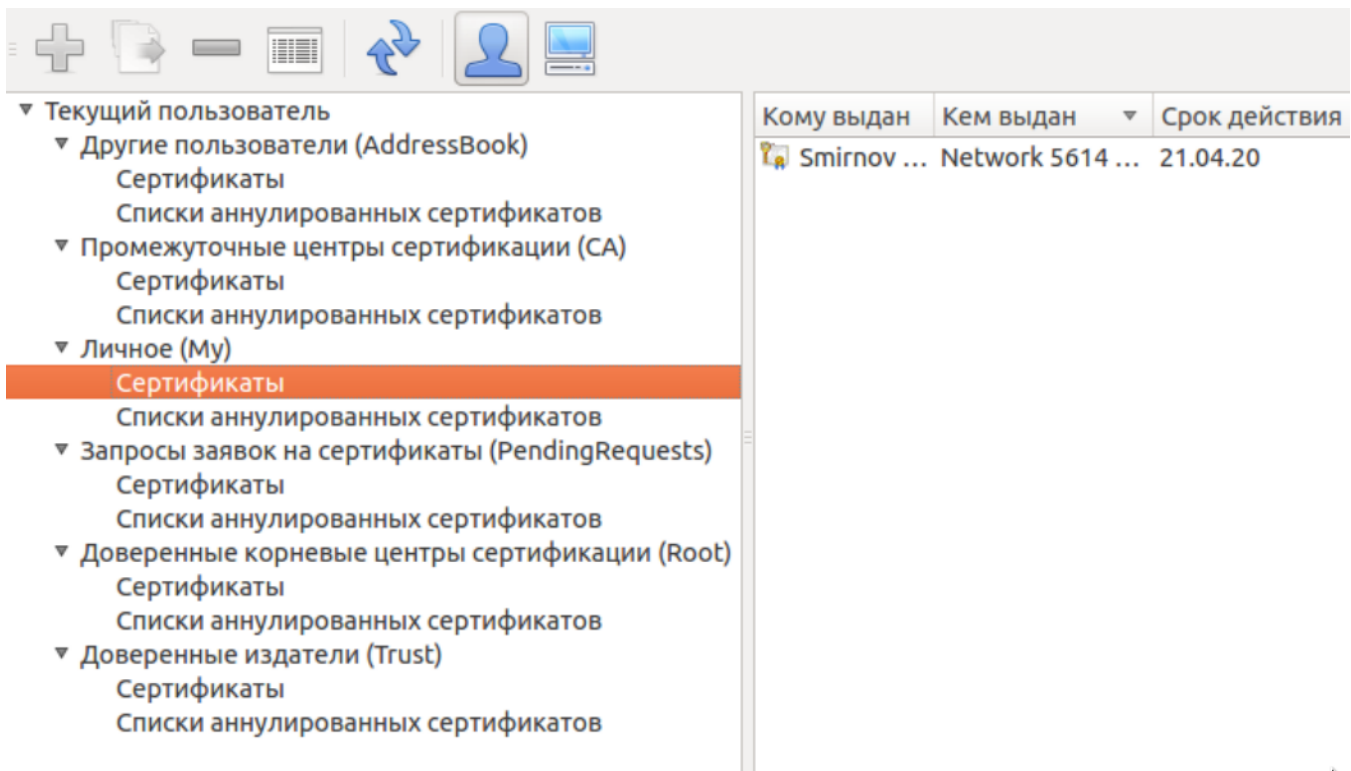 Текущий пользователь
Другие пользователи (AddressBook)
Сертификаты
Списки аннулированных сертификатов
Промежуточные центры сертификации (CA)
Сертификаты
Списки аннулированных сертификатов
Личное (My)
Сертификаты
Списки аннулированных сертификатов
Запросы заявок на сертификаты (PendingRequests)
Сертификаты
Списки аннулированных сертификатов
Доверенные корневые центры сертификации (Root)
Сертификаты
Списки аннулированных сертификатов
Доверенные издатели (Trust)
Сертификаты
Списки аннулированных сертификатов
Кому выдан Кем выдан Срок действия
Smirnov ... Network 5614 ... 21.04.20